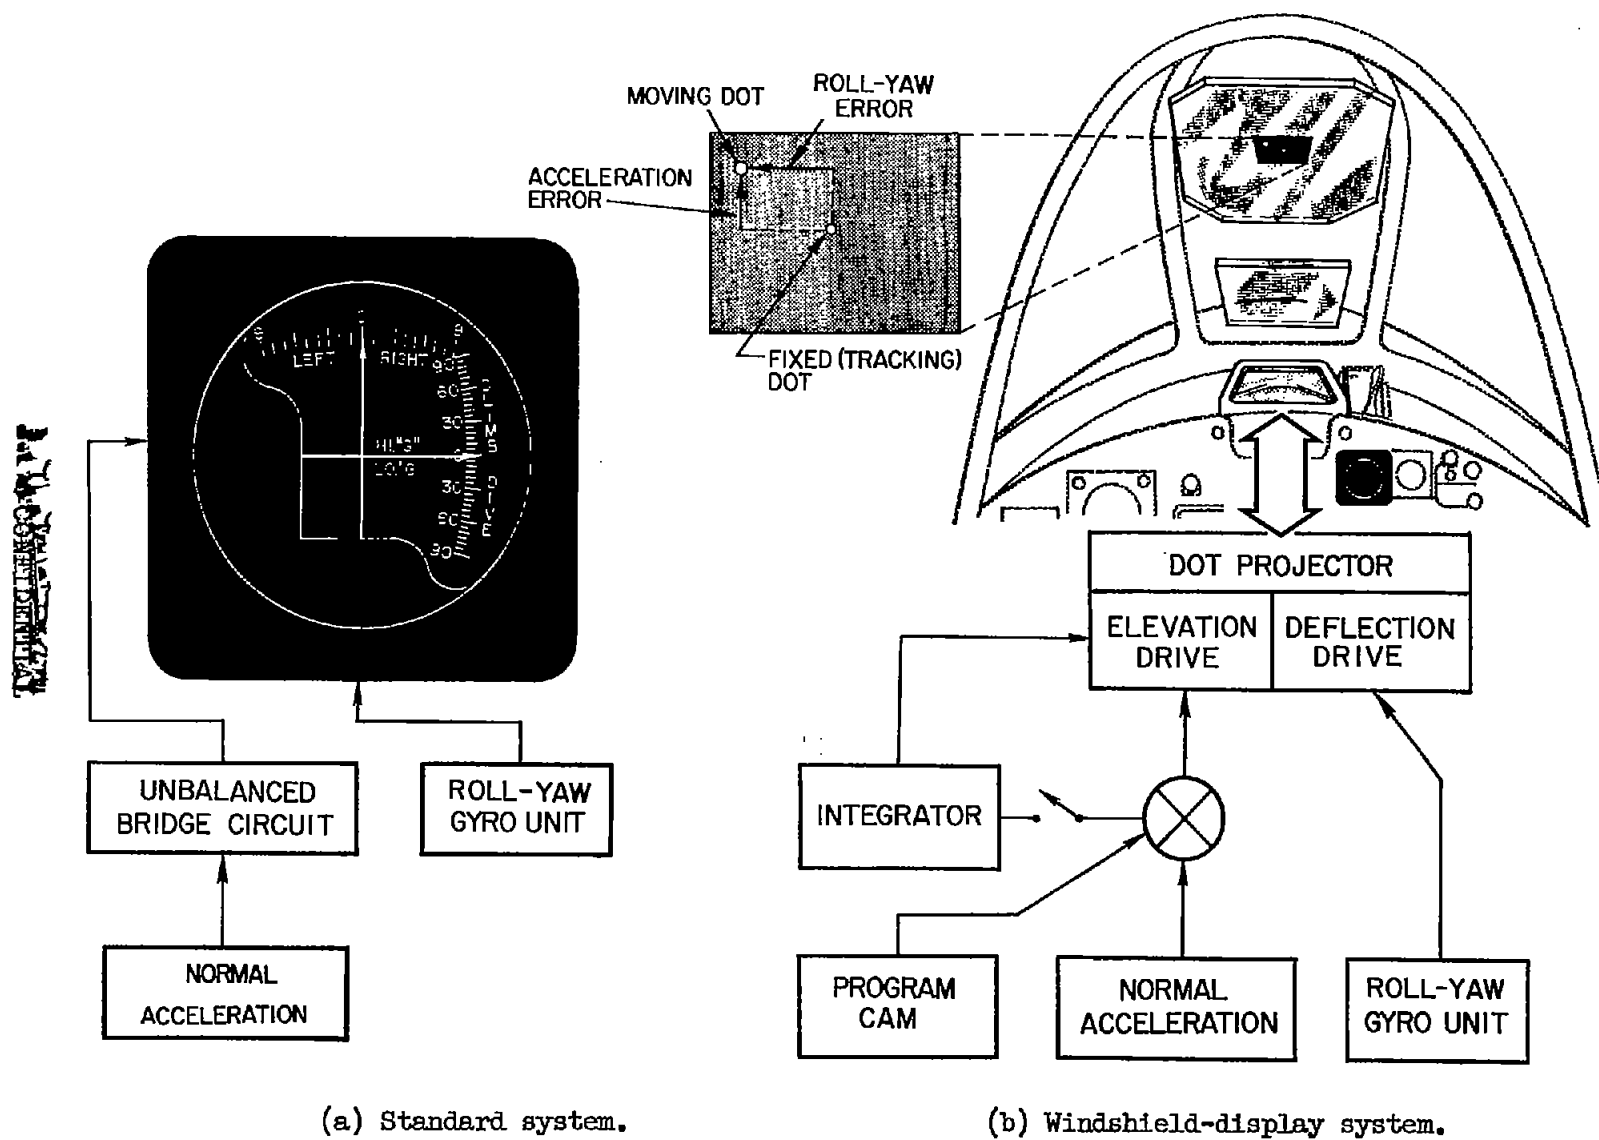 MOVING DOT
ROLL-YAW
ERROR
ACCELERATION
ERROR
FIXED (TRACKING)
DOT
LEFT
RIGHT
90
60
30
0
30
60
90
DIVE
HI."G"
LO."G
CONFIDENTIAL
DOT PROJECTOR
ELEVATION
DRIVE
DEFLECTION
DRIVE
UNBALANCED
BRIDGE CIRCUIT
ROLL-YAW
GYRO UNIT
NORMAL
ACCELERATION
INTEGRATOR
PROGRAM
CAM
NORMAL
ACCELERATION
ROLL-YAW
GYRO UNIT
(a) Standard system.
(b) Windshield-display system.